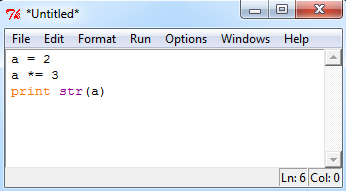 *Untitled*
File Edit Format Run Options Windows Help
a = 2
a *= 3
print str(a)
Ln: 6 Col: 0